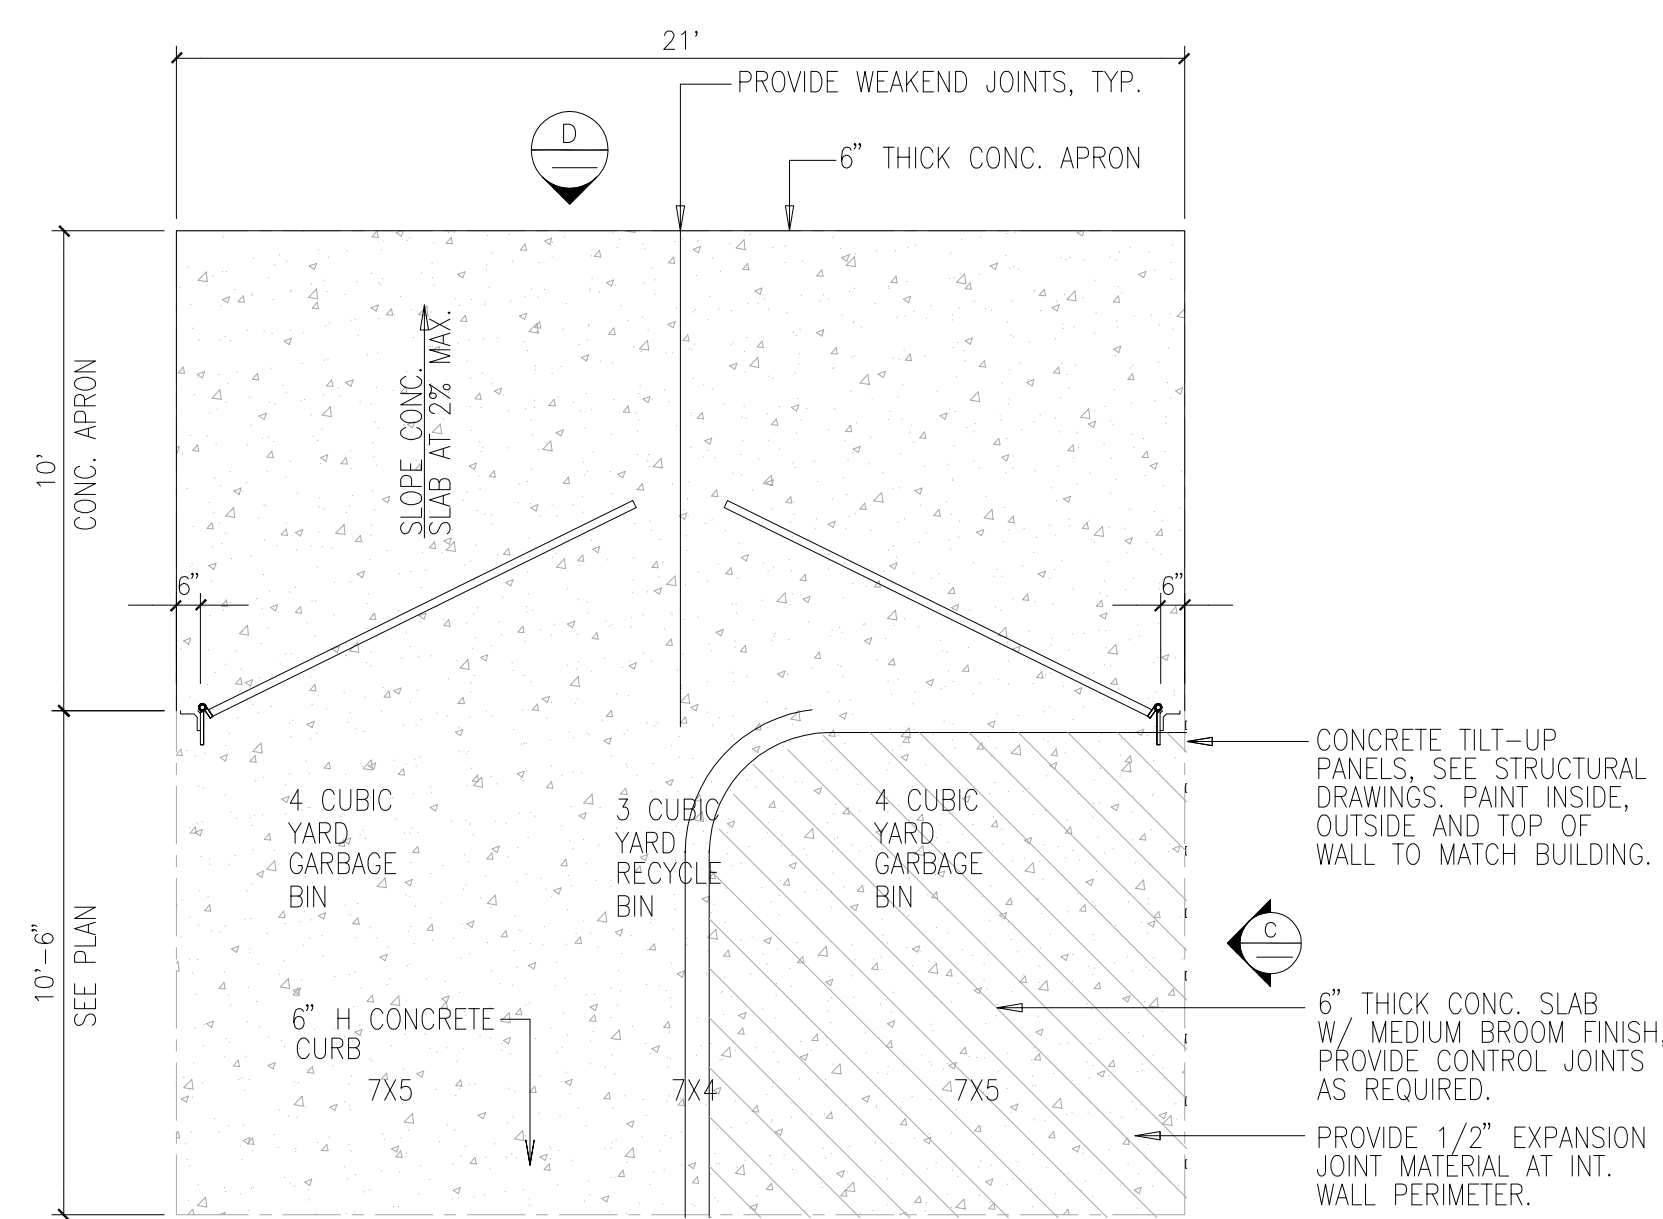 21'
PROVIDE WEAKEND JOINTS, TYP.
D
6" THICK CONC. APRON
10'
CONC. APRON
SLOPE CONC.
SLAB AT 2% MAX.
6"
6"
CONCRETE TILT-UP
PANELS, SEE STRUCTURAL
DRAWINGS. PAINT INSIDE,
OUTSIDE AND TOP OF
WALL TO MATCH BUILDING.
4 CUBIC
YARD
GARBAGE
BIN
3 CUBIC
YARD
RECYCLE
BIN
4 CUBIC
YARD
GARBAGE
BIN
10'-6"
SEE PLAN
C
6" H CONCRETE
CURB
7X5
7X4
7X5
6" THICK CONC. SLAB
W/ MEDIUM BROOM FINISH,
PROVIDE CONTROL JOINTS
AS REQUIRED.
PROVIDE 1/2" EXPANSION
JOINT MATERIAL AT INT.
WALL PERIMETER.